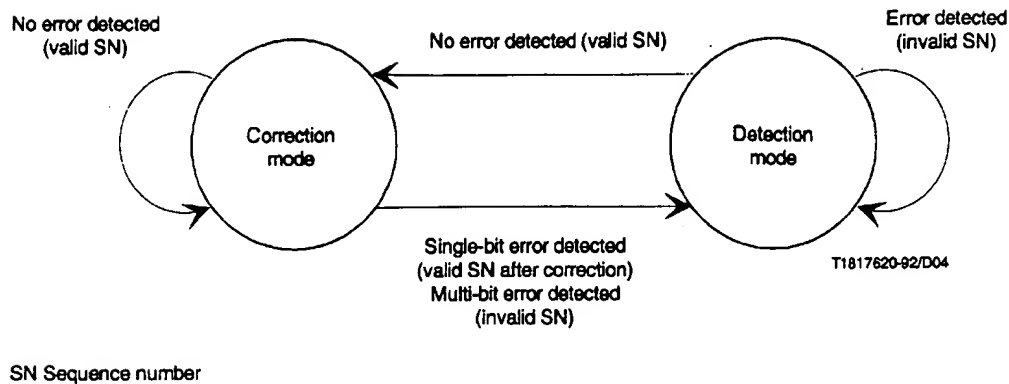 No error detected
(valid SN)
No error detected (valid SN)
Error detected
(invalid SN)
Correction
mode
Detection
mode
Single-bit error detected
(valid SN after correction)
Multi-bit error detected
(invalid SN)
T1817620-92/D04
SN Sequence number